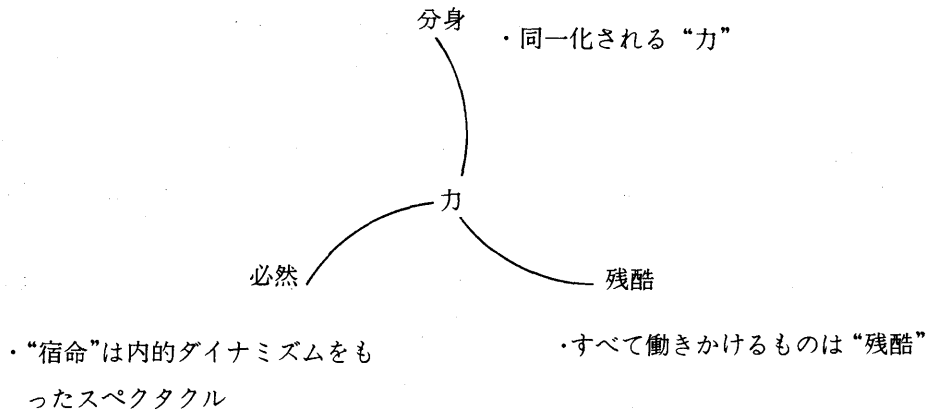 分身
・同一化される“力”
力
必然
残酷
・“宿命”は内的ダイナミズムをも
ったスペクタクル
・すべて働きかけるものは“残酷”